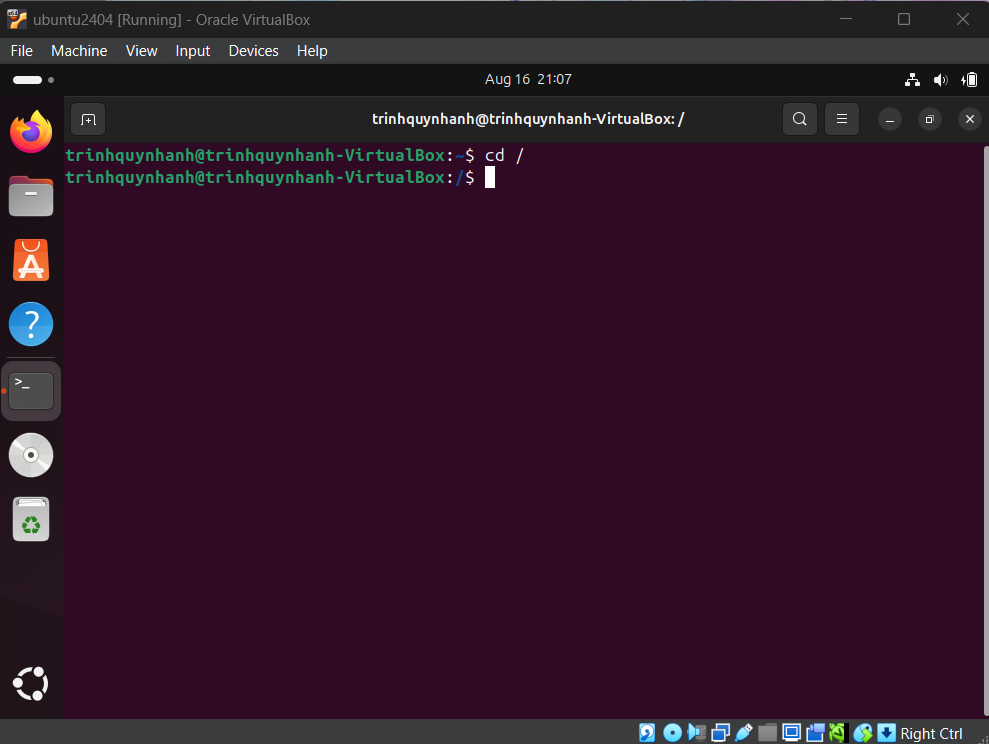 ubuntu2404 [Running] - Oracle VirtualBox
File Machine View Input Devices Help
Aug 16 21:07
trinhquynhanh@trinhquynhanh-VirtualBox: /
trinhquynhanh@trinhquynhanh-VirtualBox:~$ cd /
trinhquynhanh@trinhquynhanh-VirtualBox:/$
Right Ctrl